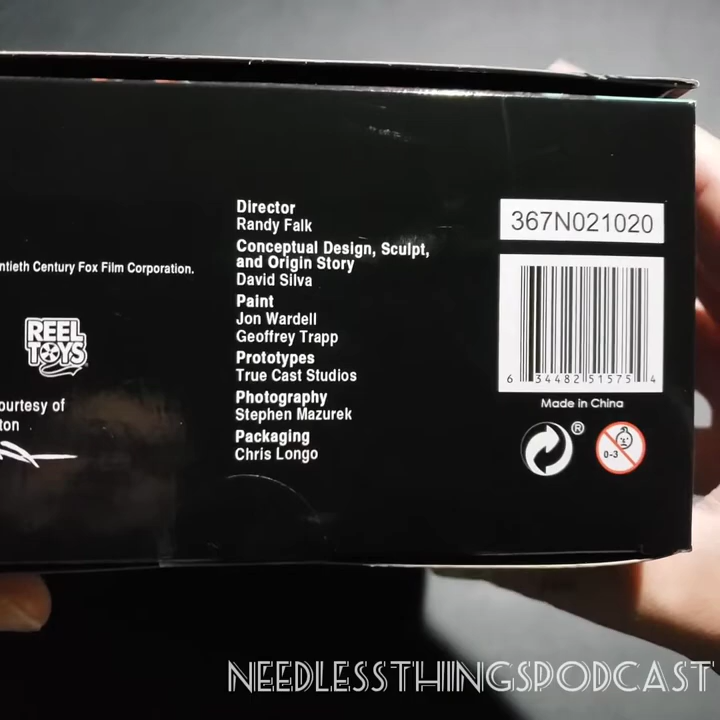 ntieth Century Fox Film Corporation.
REEL
TOYS
ourtesy of
ton
Director
Randy Falk
Conceptual Design, Sculpt,
and Origin Story
David Silva
Paint
Jon Wardell
Geoffrey Trapp
Prototypes
True Cast Studios
Photography
Stephen Mazurek
Packaging
Chris Longo
367N021020
6 34482 51575 4
Made in China
®
0-3
NEEDLESSTHINGSPODCAST